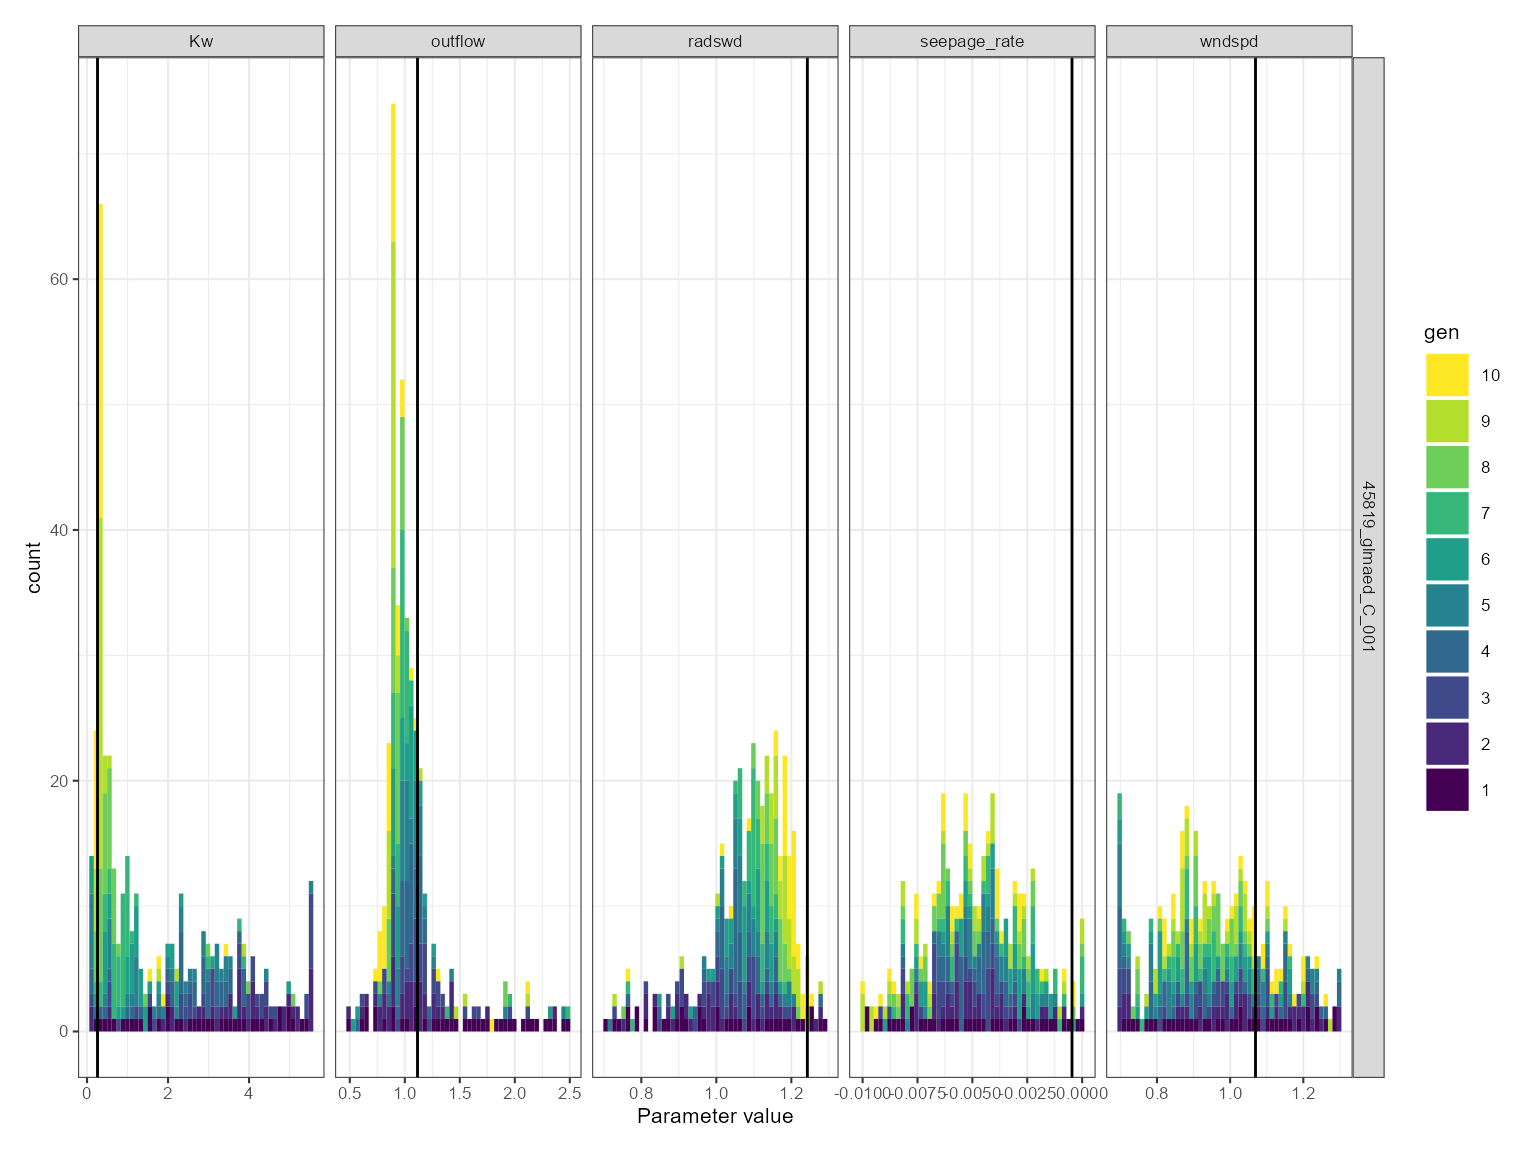 Kw
outflow
radswd
seepage_rate
wndspd
45819_glmaed_C_001
count
60
40
20
0
0 2 4
0.5 1.0 1.5 2.0 2.5
0.8 1.0 1.2
-0.0100 -0.0075 -0.0050 -0.0025 0.0000
0.8 1.0 1.2
Parameter value
gen
10
9
8
7
6
5
4
3
2
1